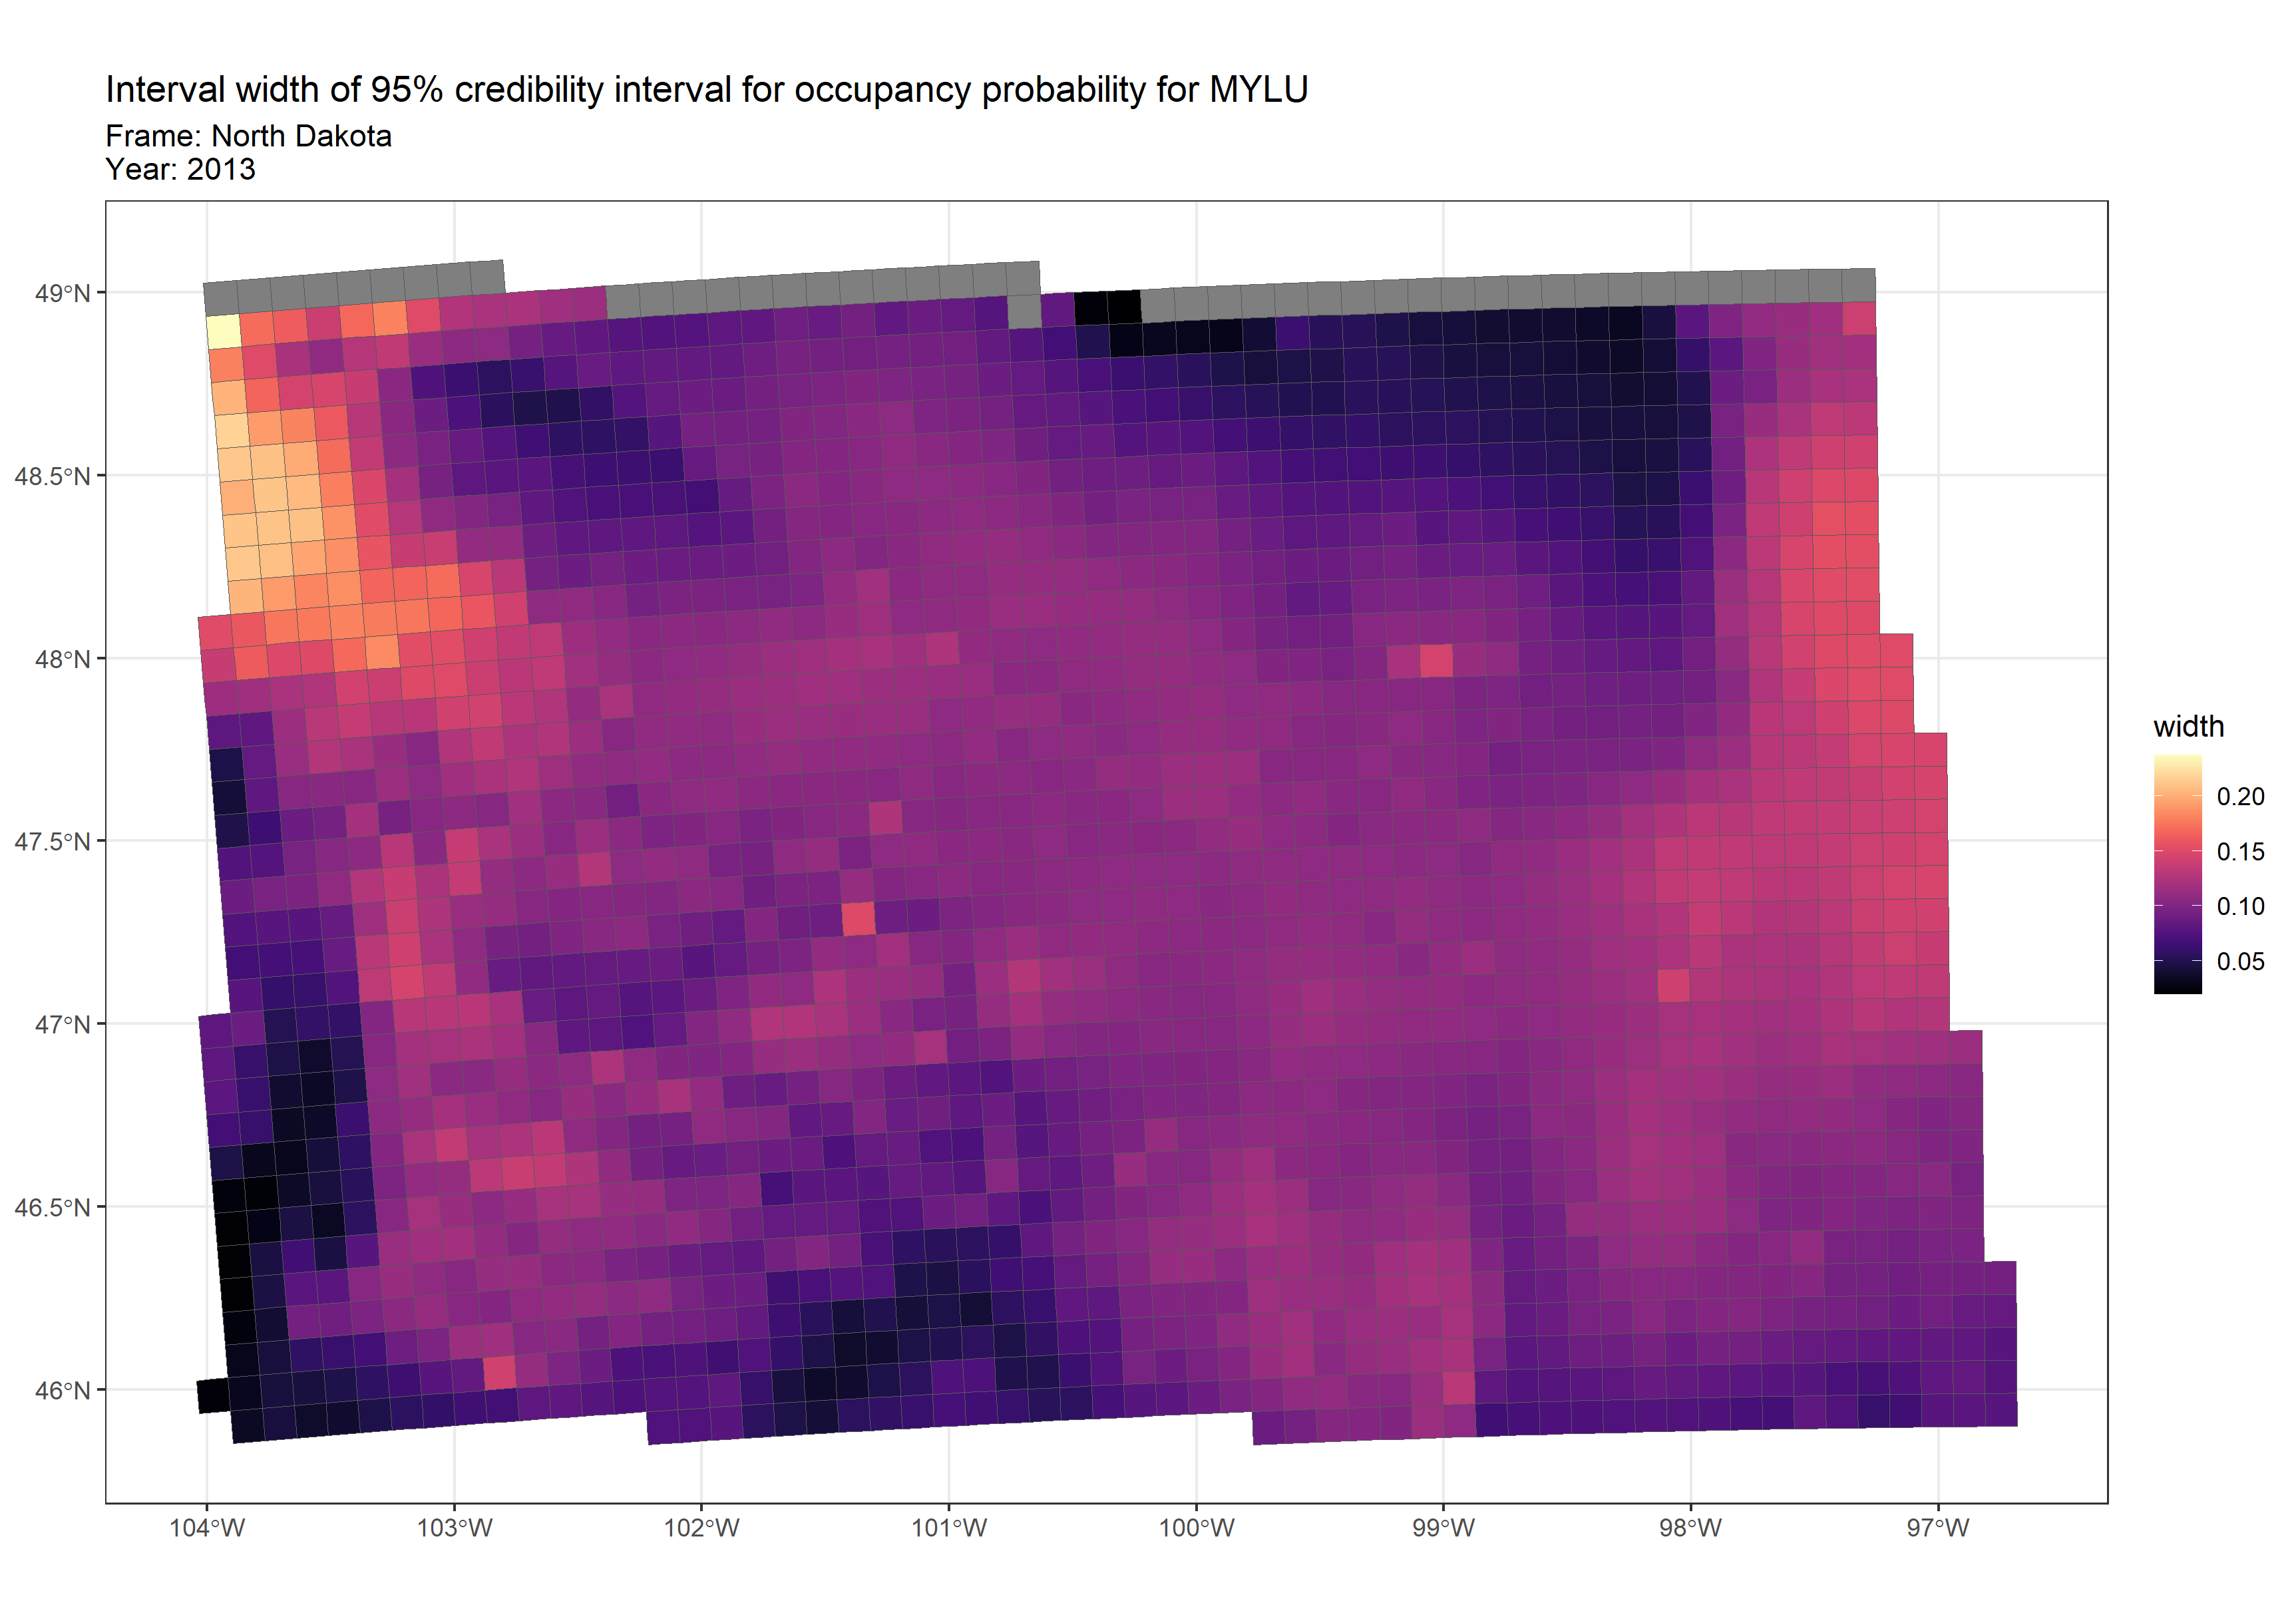 Interval width of 95% credibility interval for occupancy probability for MYLU
Frame: North Dakota
Year: 2013
49°N
48.5°N
48°N
47.5°N
47°N
46.5°N
46°N
104°W 103°W 102°W 101°W 100°W 99°W 98°W 97°W
width
0.20
0.15
0.10
0.05